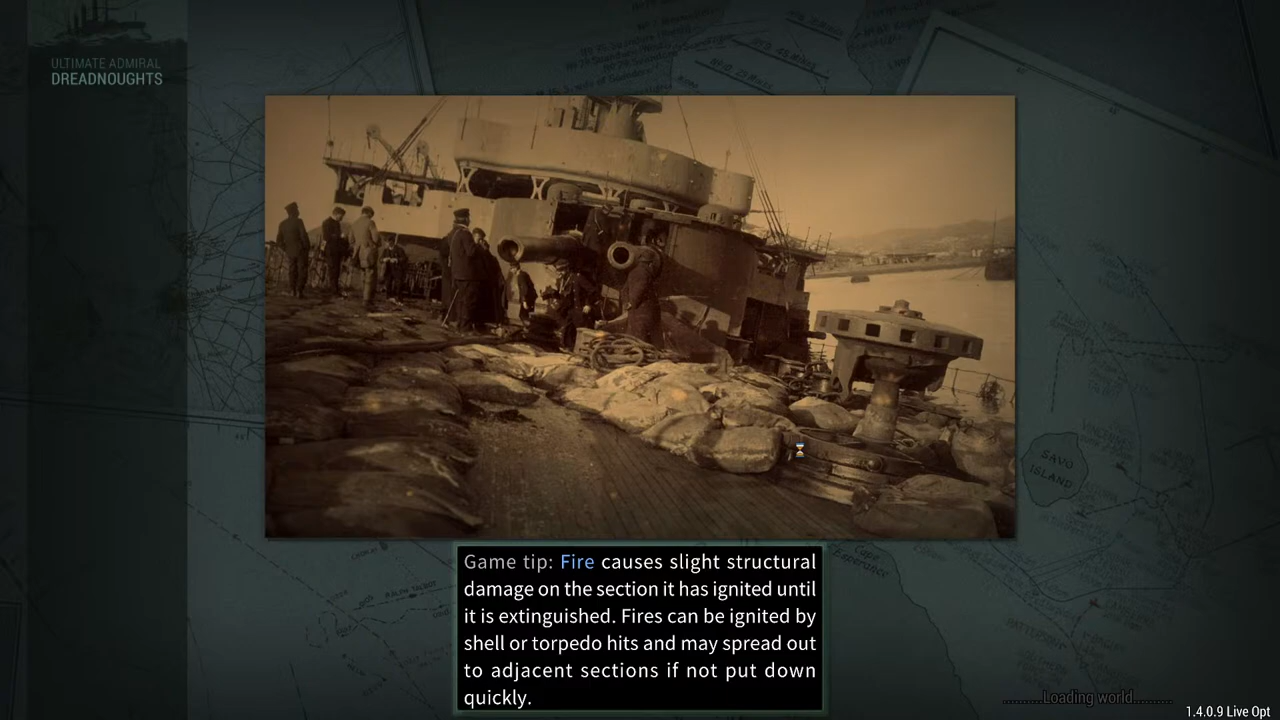 ULTIMATE ADMIRAL
DREADNOUGHTS
Game tip: Fire causes slight structural
damage on the section it has ignited until
it is extinguished. Fires can be ignited by
shell or torpedo hits and may spread out
to adjacent sections if not put down
quickly.
SAVO
ISLAND
Cape
Esperance
.........Loading world.........
1.4.0.9 Live Opt